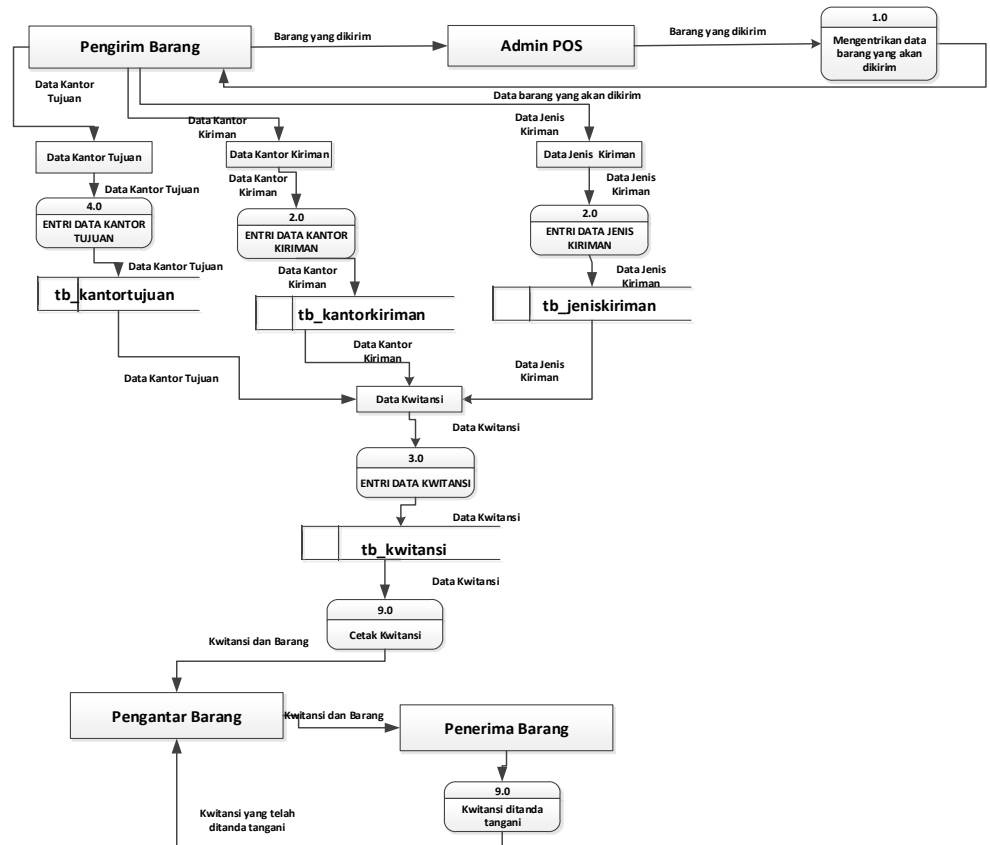 1.0
Pengirim Barang
Barang yang dikirim
Admin POS
Barang yang dikirim
Mengentrikan data
barang yang akan
dikirim
Data Kantor
Tujuan
Data barang yang akan dikirim
Data Kantor
Kiriman
Data Jenis
Kiriman
Data Kantor Tujuan
Data Kantor Kiriman
Data Jenis Kiriman
Data Kantor Tujuan
Data Kantor
Kiriman
Data Jenis
Kiriman
4.0
ENTRI DATA KANTOR
TUJUAN
2.0
ENTRI DATA KANTOR
KIRIMAN
2.0
ENTRI DATA JENIS
KIRIMAN
Data Kantor Tujuan
Data Kantor
Kiriman
Data Jenis
Kiriman
tb_kantortujuan
tb_kantorkiriman
tb_jeniskiriman
Data Kantor Tujuan
Data Kantor
Kiriman
Data Jenis
Kiriman
Data Kwitansi
Data Kwitansi
3.0
ENTRI DATA KWITANSI
Data Kwitansi
tb_kwitansi
Data Kwitansi
9.0
Cetak Kwitansi
Kwitansi dan Barang
Pengantar Barang
Kwitansi dan Barang
Penerima Barang
9.0
Kwitansi ditanda
tangani
Kwitansi yang telah
ditanda tangani